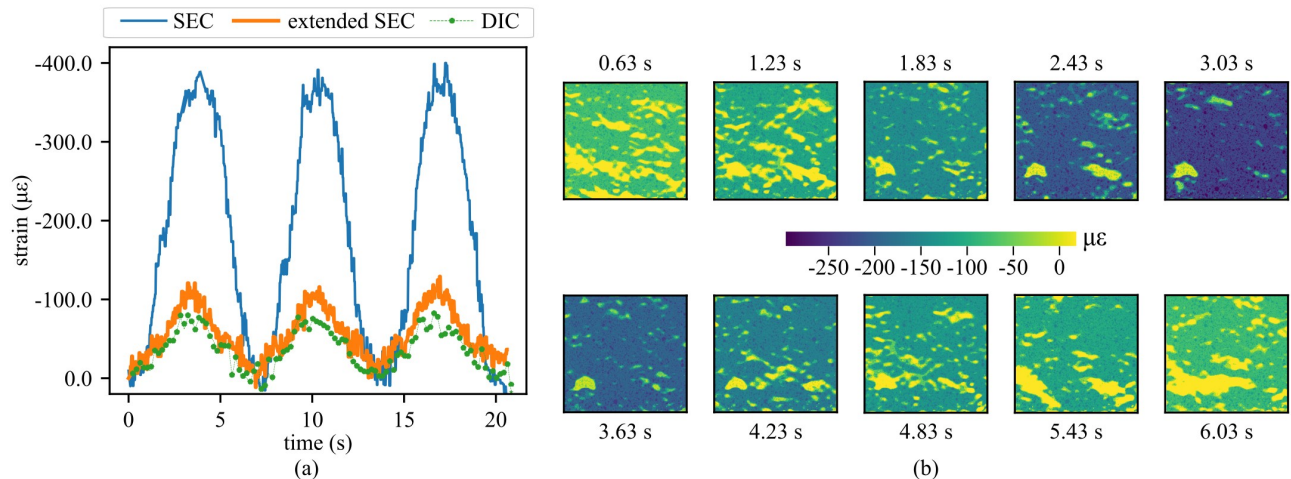 SEC extended SEC DIC
-400.0
-300.0
-200.0
-100.0
0.0
strain (με)
0 5 10 15 20
time (s)
(a)
0.63 s 1.23 s 1.83 s 2.43 s 3.03 s
με
-250 -200 -150 -100 -50 0
3.63 s 4.23 s 4.83 s 5.43 s 6.03 s
(b)